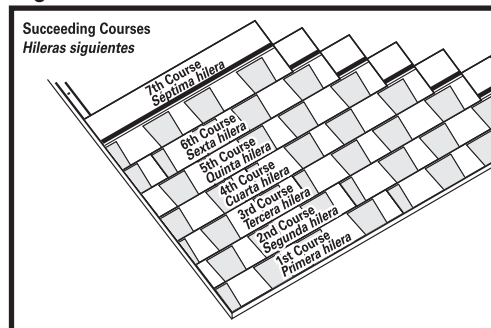 Succeeding Courses
Hileras siguientes
7th Course
Séptima hilera
6th Course
Sexta hilera
5th Course
Quinta hilera
4th Course
Cuarta hilera
3rd Course
Tercera hilera
2nd Course
Segunda hilera
1st Course
Primera hilera